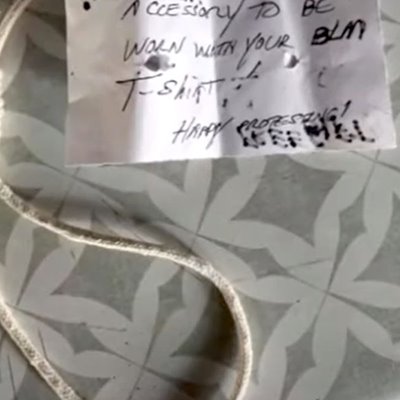 ACCESSORY TO BE
WORN WITH YOUR BLM
T-SHIRT!
HAPPY PROTESTING!